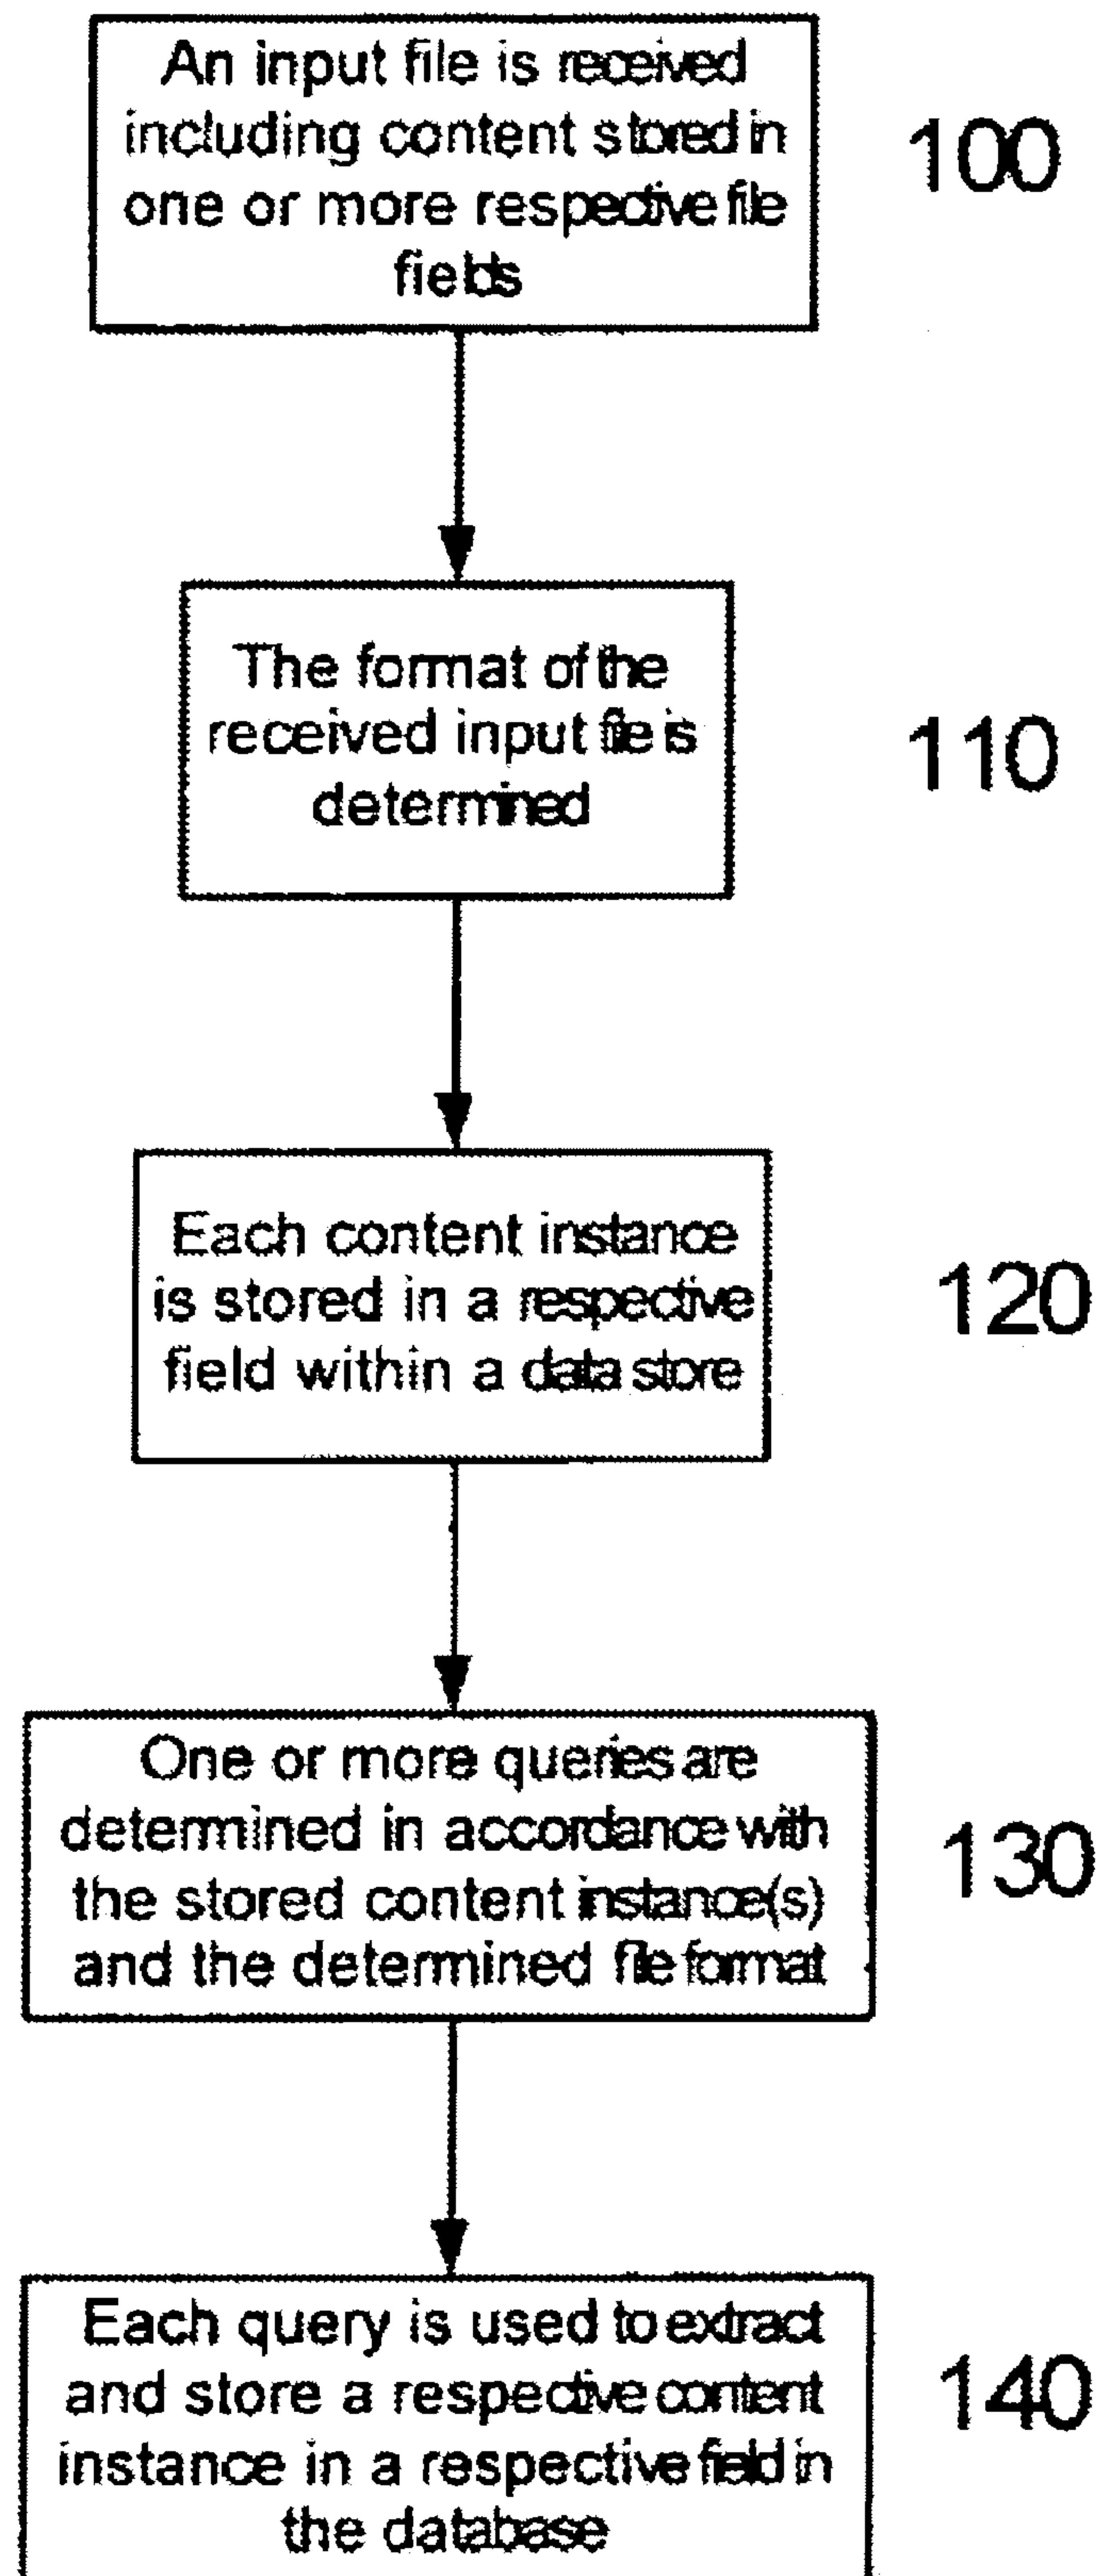 An input file is received
including content stored in
one or more respective file
fields
100
The format of the
received input file is
determined
110
Each content instance
is stored in a respective
field within a data store
120
One or more queries are
determined in accordance with
the stored content instance(s)
and the determined file format
130
Each query is used to extract
and store a respective content
instance in a respective field in
the database
140